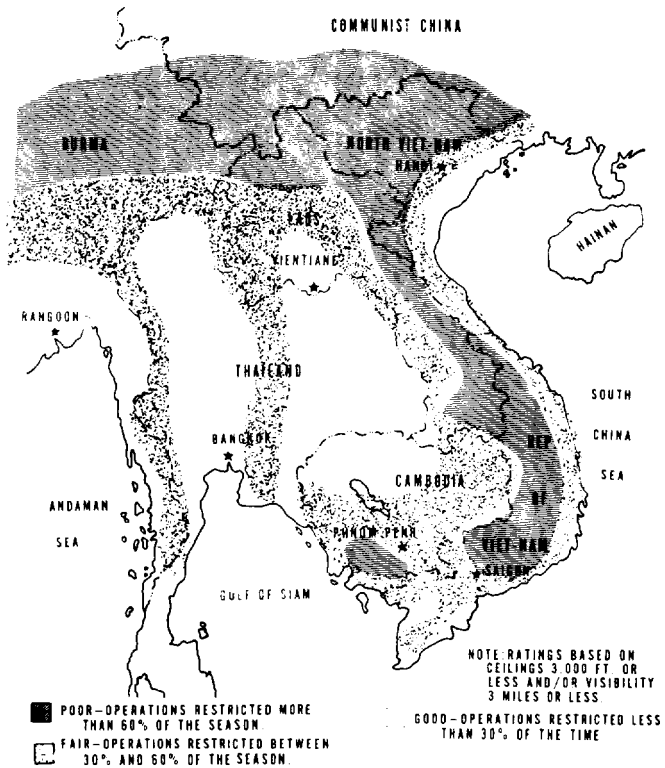 COMMUNIST CHINA
BURMA
NORTH VIET-NAM
HANOI
HAINAN
LAOS
VIENTIANE
RANGOON
THAILAND
SOUTH
CHINA
SEA
REP
OF
VIET-NAM
BANGKOK
CAMBODIA
ANDAMAN
SEA
PHNOM PENH
SAIGON
GULF OF SIAM
NOTE: RATINGS BASED ON
CEILINGS 3,000 FT. OR
LESS AND/OR VISIBILITY
3 MILES OR LESS.
POOR-OPERATIONS RESTRICTED MORE
THAN 60% OF THE SEASON.
FAIR-OPERATIONS RESTRICTED BETWEEN
30% AND 60% OF THE SEASON.
GOOD-OPERATIONS RESTRICTED LESS
THAN 30% OF THE TIME